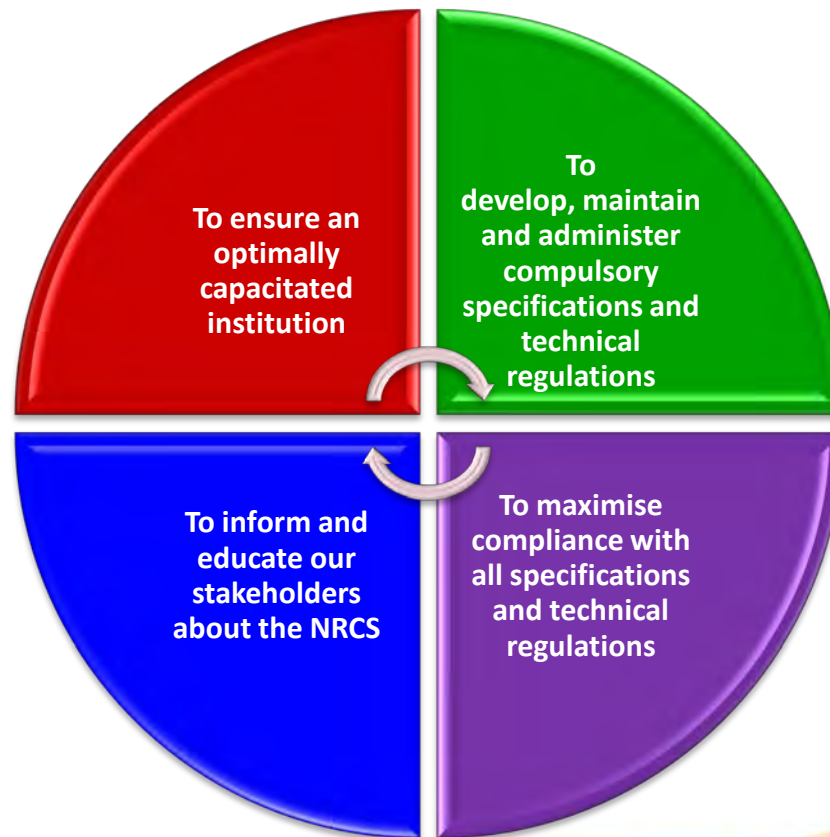 To ensure an
optimally
capacitated
institution
To
develop, maintain
and administer
compulsory
specifications and
technical
regulations
To inform and
educate our
stakeholders
about the NRCS
To maximise
compliance with
all specifications
and technical
regulations